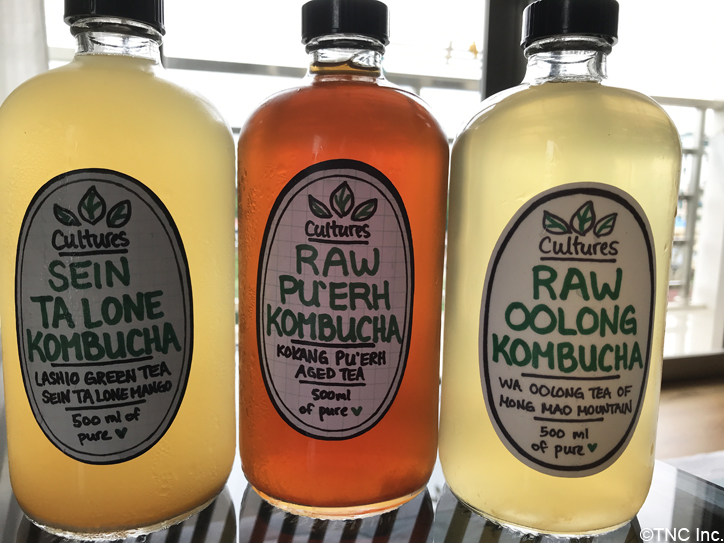 Cultures
SEIN
TA LONE
KOMBUCHA
LASHIO GREEN TEA
SEIN TA LONE MANGO
500 ml of
pure ♥
Cultures
RAW
PU'ERH
KOMBUCHA
KOKANG PU'ERH
AGED TEA
500ml
of pure ♥
Cultures
RAW
OOLONG
KOMBUCHA
WA OOLONG TEA OF
MONG MAO MOUNTAIN
500 ml
of pure ♥
©TNC Inc.